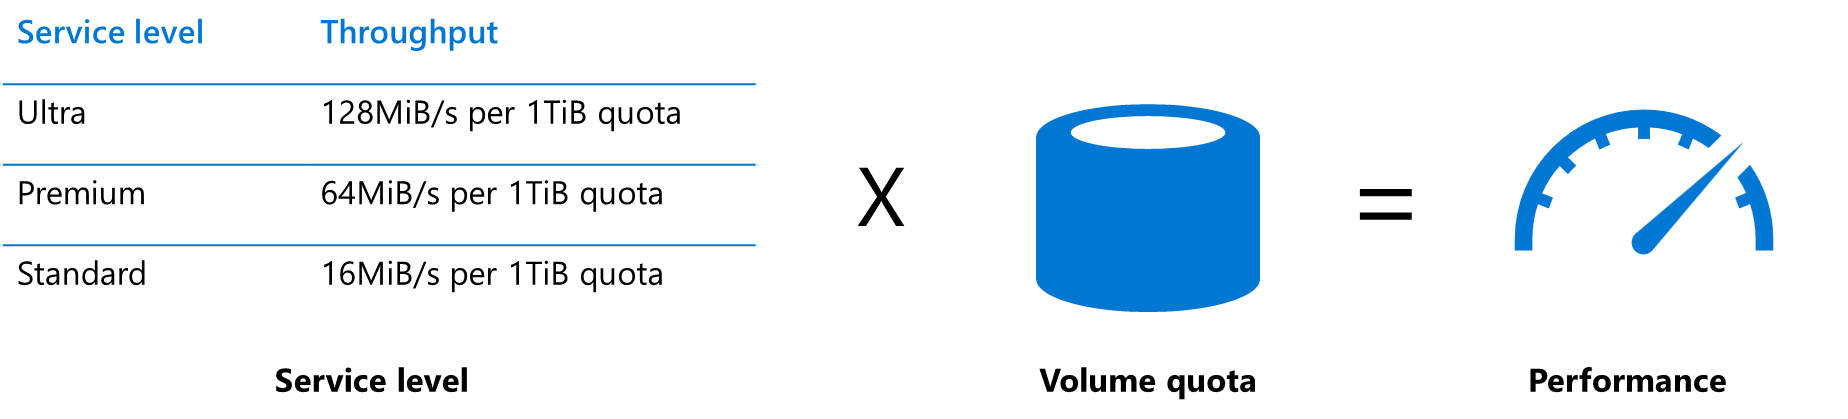 Service level Throughput
Ultra 128MiB/s per 1TiB quota
Premium 64MiB/s per 1TiB quota
Standard 16MiB/s per 1TiB quota
X =
Service level Volume quota Performance